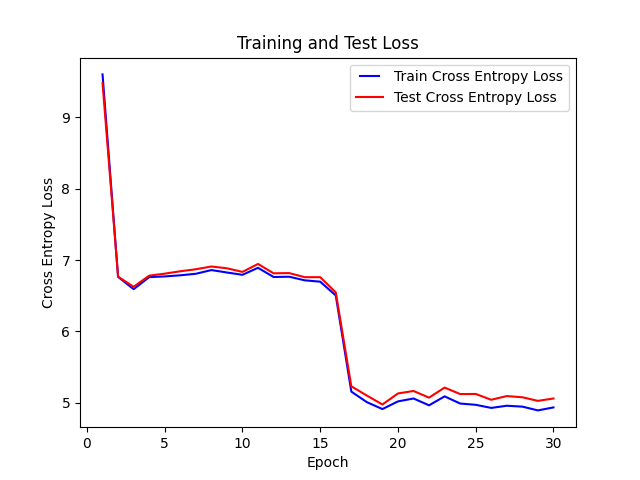 Training and Test Loss
Train Cross Entropy Loss
Test Cross Entropy Loss
Cross Entropy Loss
9
8
7
6
5
0 5 10 15 20 25 30
Epoch